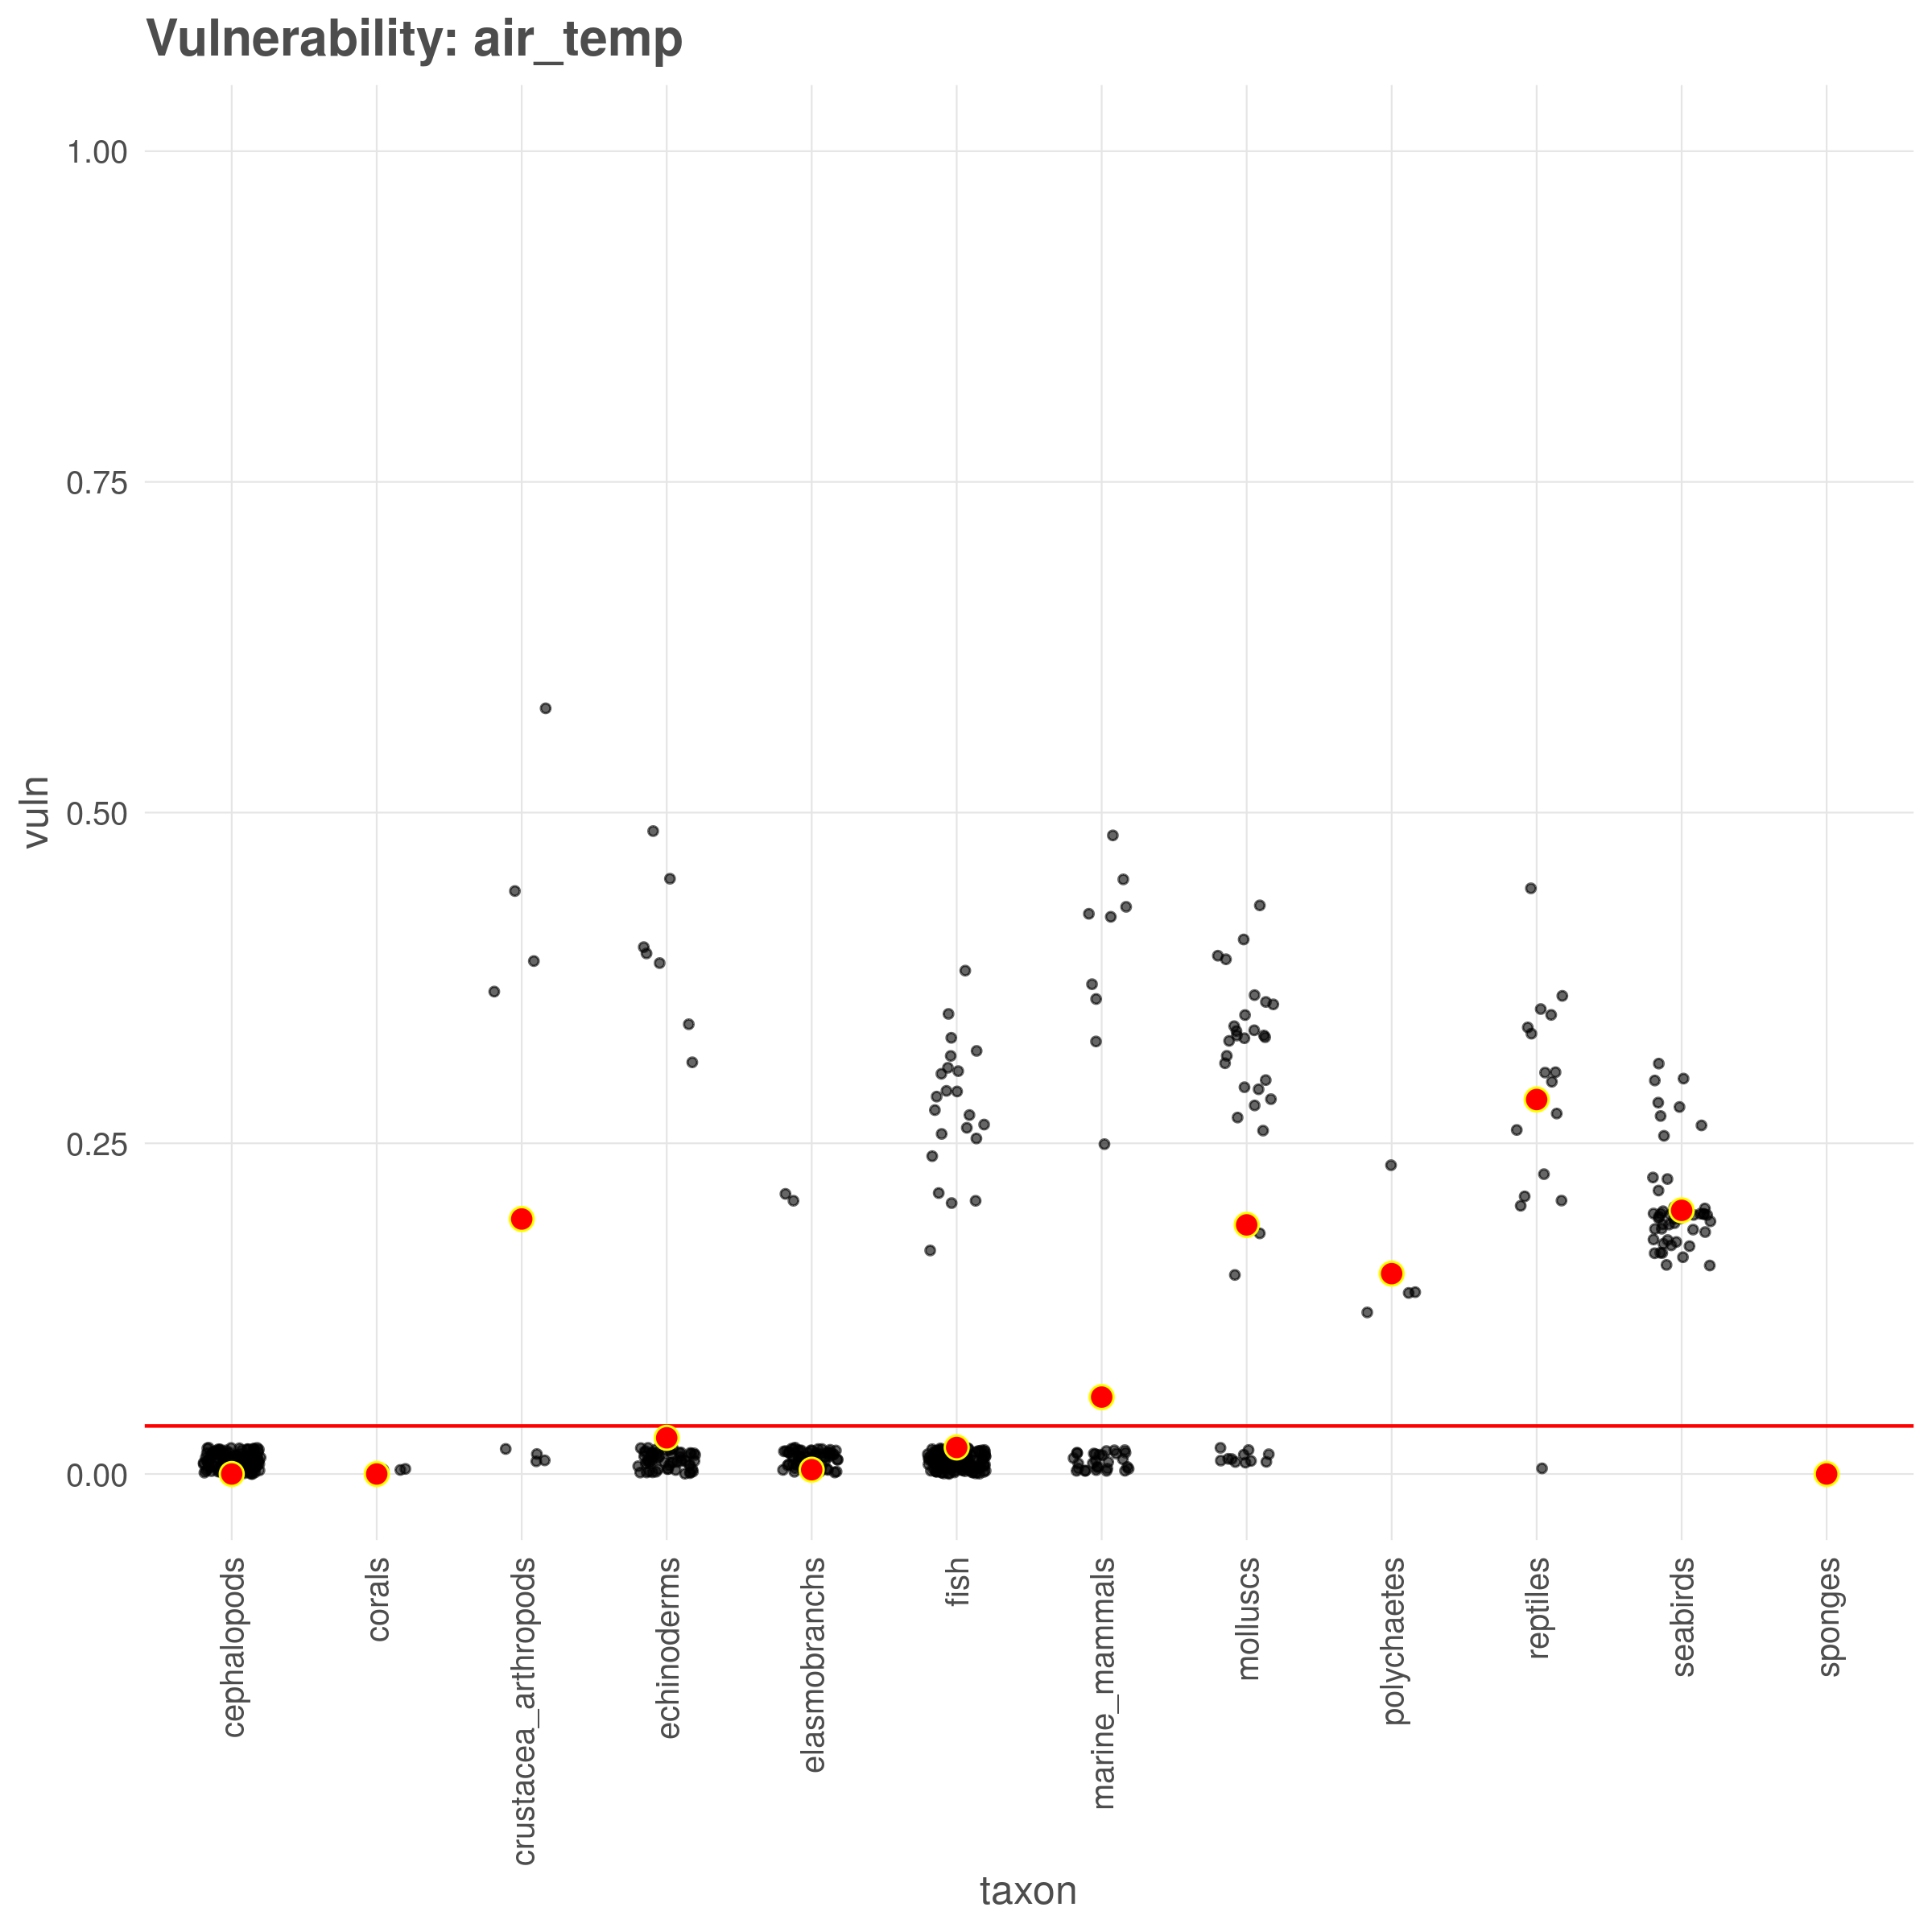 Vulnerability: air_temp
vuln
1.00
0.75
0.50
0.25
0.00
cephalopods
corals
crustacea_arthropods
echinoderms
elasmobranchs
fish
marine_mammals
molluscs
polychaetes
reptiles
seabirds
sponges
taxon